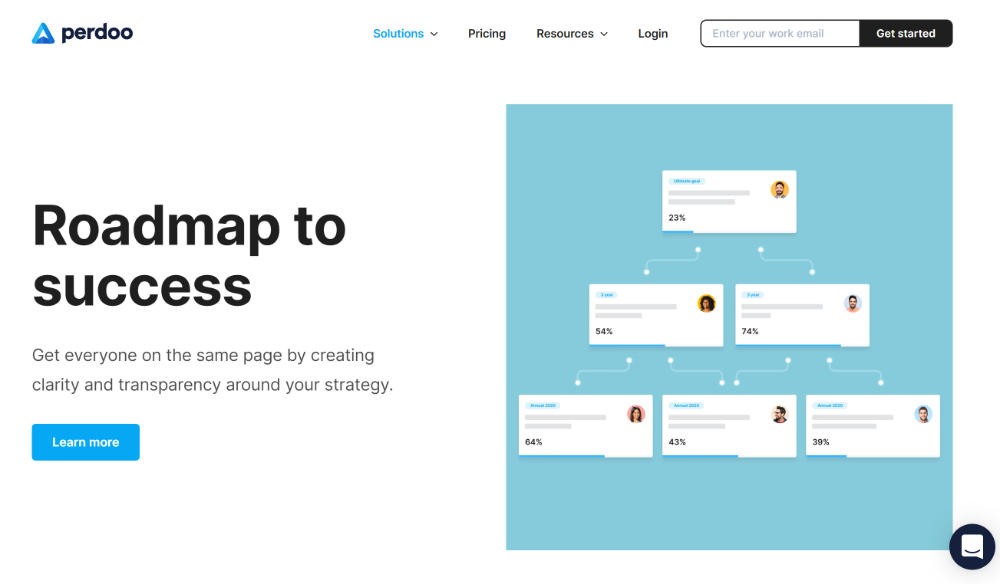 perdoo
Solutions
Pricing
Resources
Login
Enter your work email
Get started
Roadmap to
success
Get everyone on the same page by creating
clarity and transparency around your strategy.
Learn more
Ultimate goal
23%
3 year
54%
3 year
74%
Annual 2020
64%
Annual 2020
43%
Annual 2020
39%